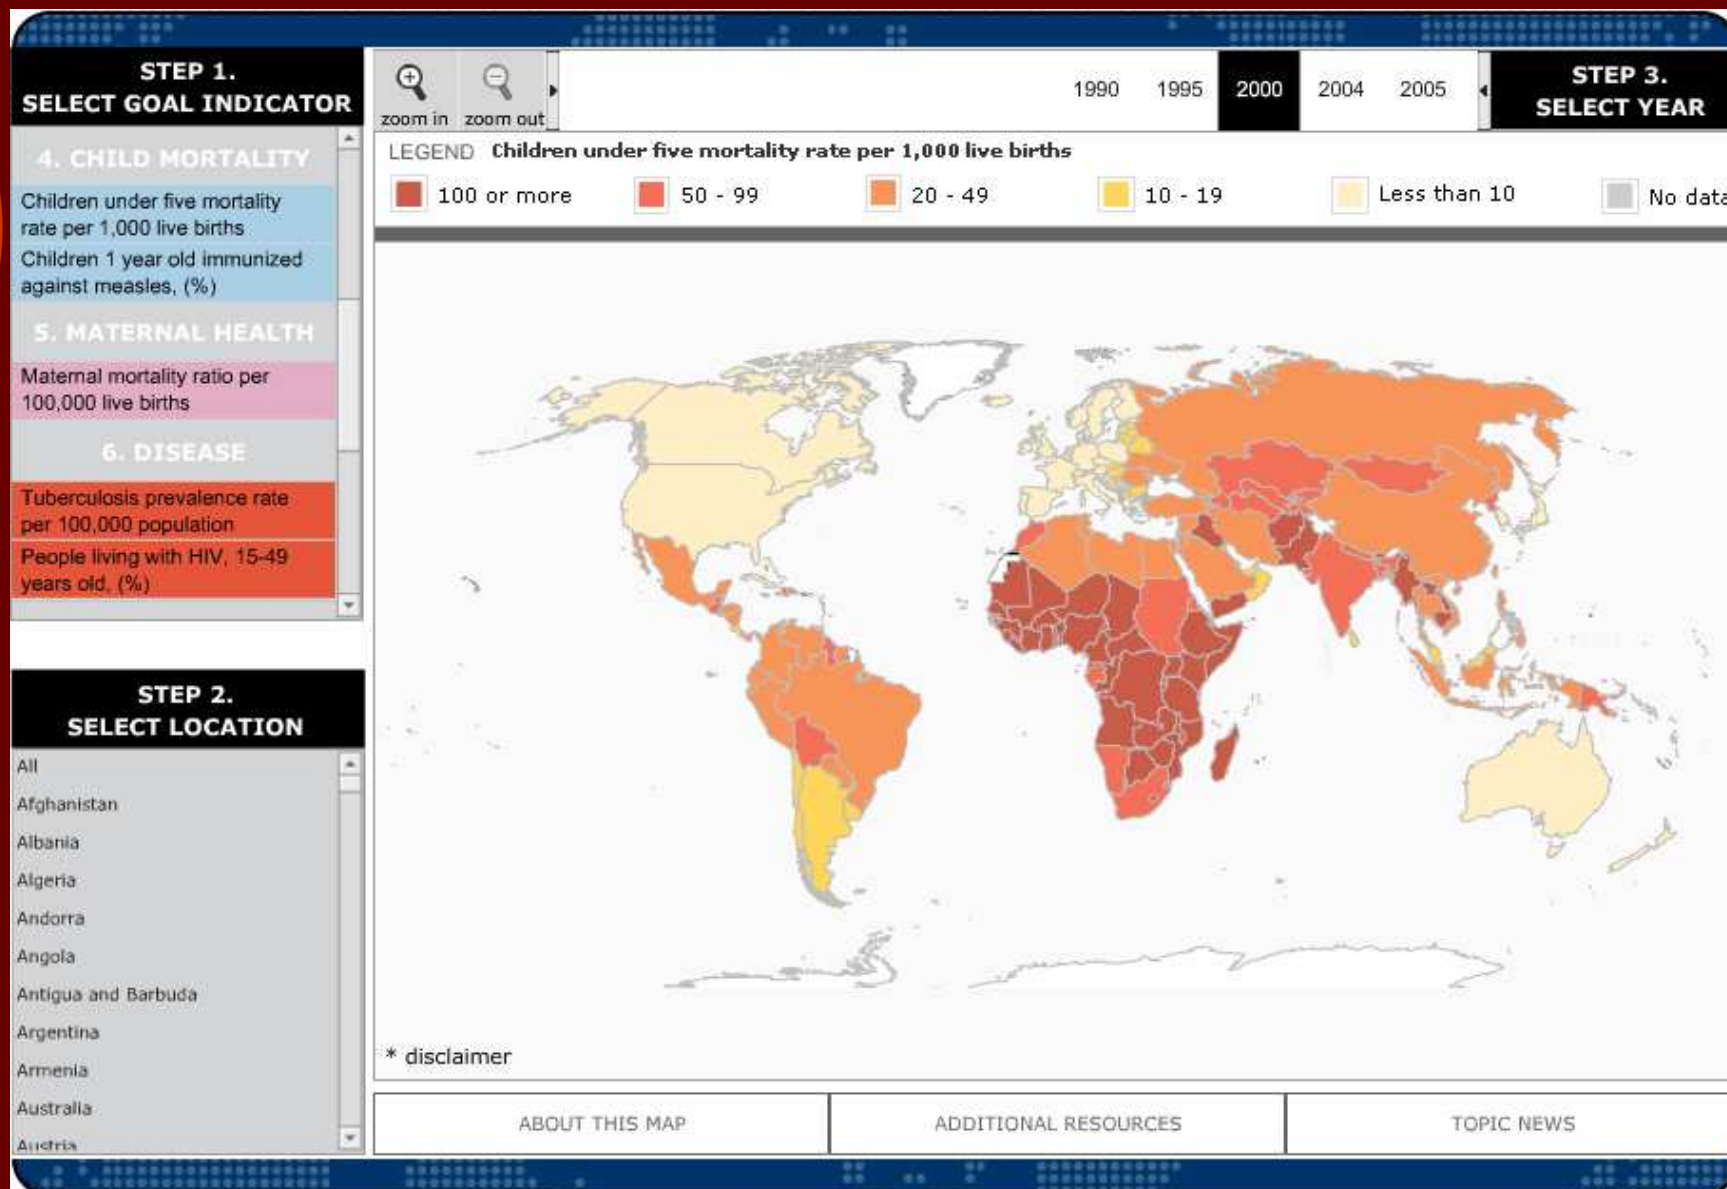 STEP 1.
SELECT GOAL INDICATOR
4. CHILD MORTALITY
Children under five mortality
rate per 1,000 live births
Children 1 year old immunized
against measles, (%)
5. MATERNAL HEALTH
Maternal mortality ratio per
100,000 live births
6. DISEASE
Tuberculosis prevalence rate
per 100,000 population
People living with HIV, 15-49
years old, (%)
STEP 2.
SELECT LOCATION
All
Afghanistan
Albania
Algeria
Andorra
Angola
Antigua and Barbuda
Argentina
Armenia
Australia
Austria
zoom in zoom out
1990 1995 2000 2004 2005
STEP 3.
SELECT YEAR
LEGEND Children under five mortality rate per 1,000 live births
100 or more 50 - 99 20 - 49 10 - 19 Less than 10 No data
* disclaimer
ABOUT THIS MAP ADDITIONAL RESOURCES TOPIC NEWS